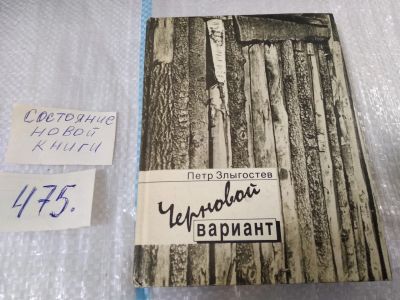 Состояние
новой
книги
475.
Петр Злыгостев
Черновой
вариант